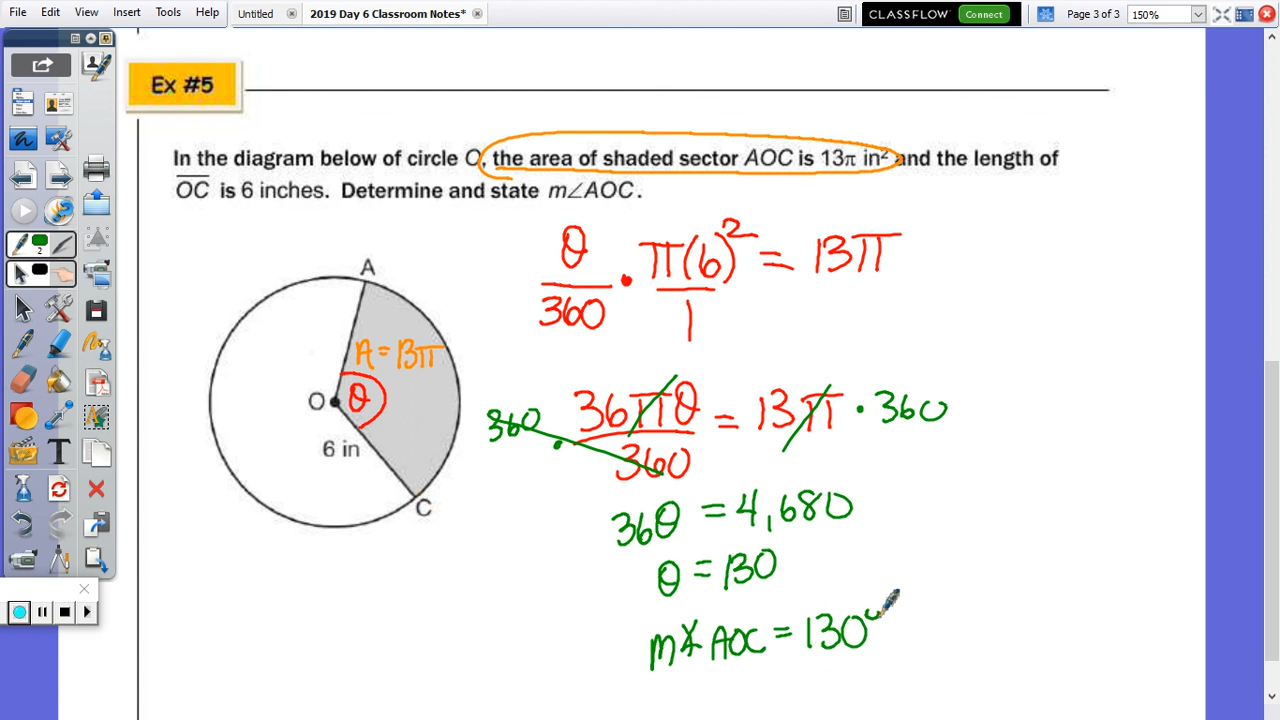 File Edit View Insert Tools Help Untitled 2019 Day 6 Classroom Notes* CLASSFLOW Connect Page 3 of 3 150%
Ex #5
In the diagram below of circle O, the area of shaded sector AOC is 13π in² and the length of
OC is 6 inches. Determine and state m∠AOC.
θ/360 · π(6)²/1 = 13π
A
A = 13π
O θ
6 in
C
360 · 36πθ/360 = 13π · 360
36θ = 4,680
θ = 130
m∡AOC = 130°
2
T